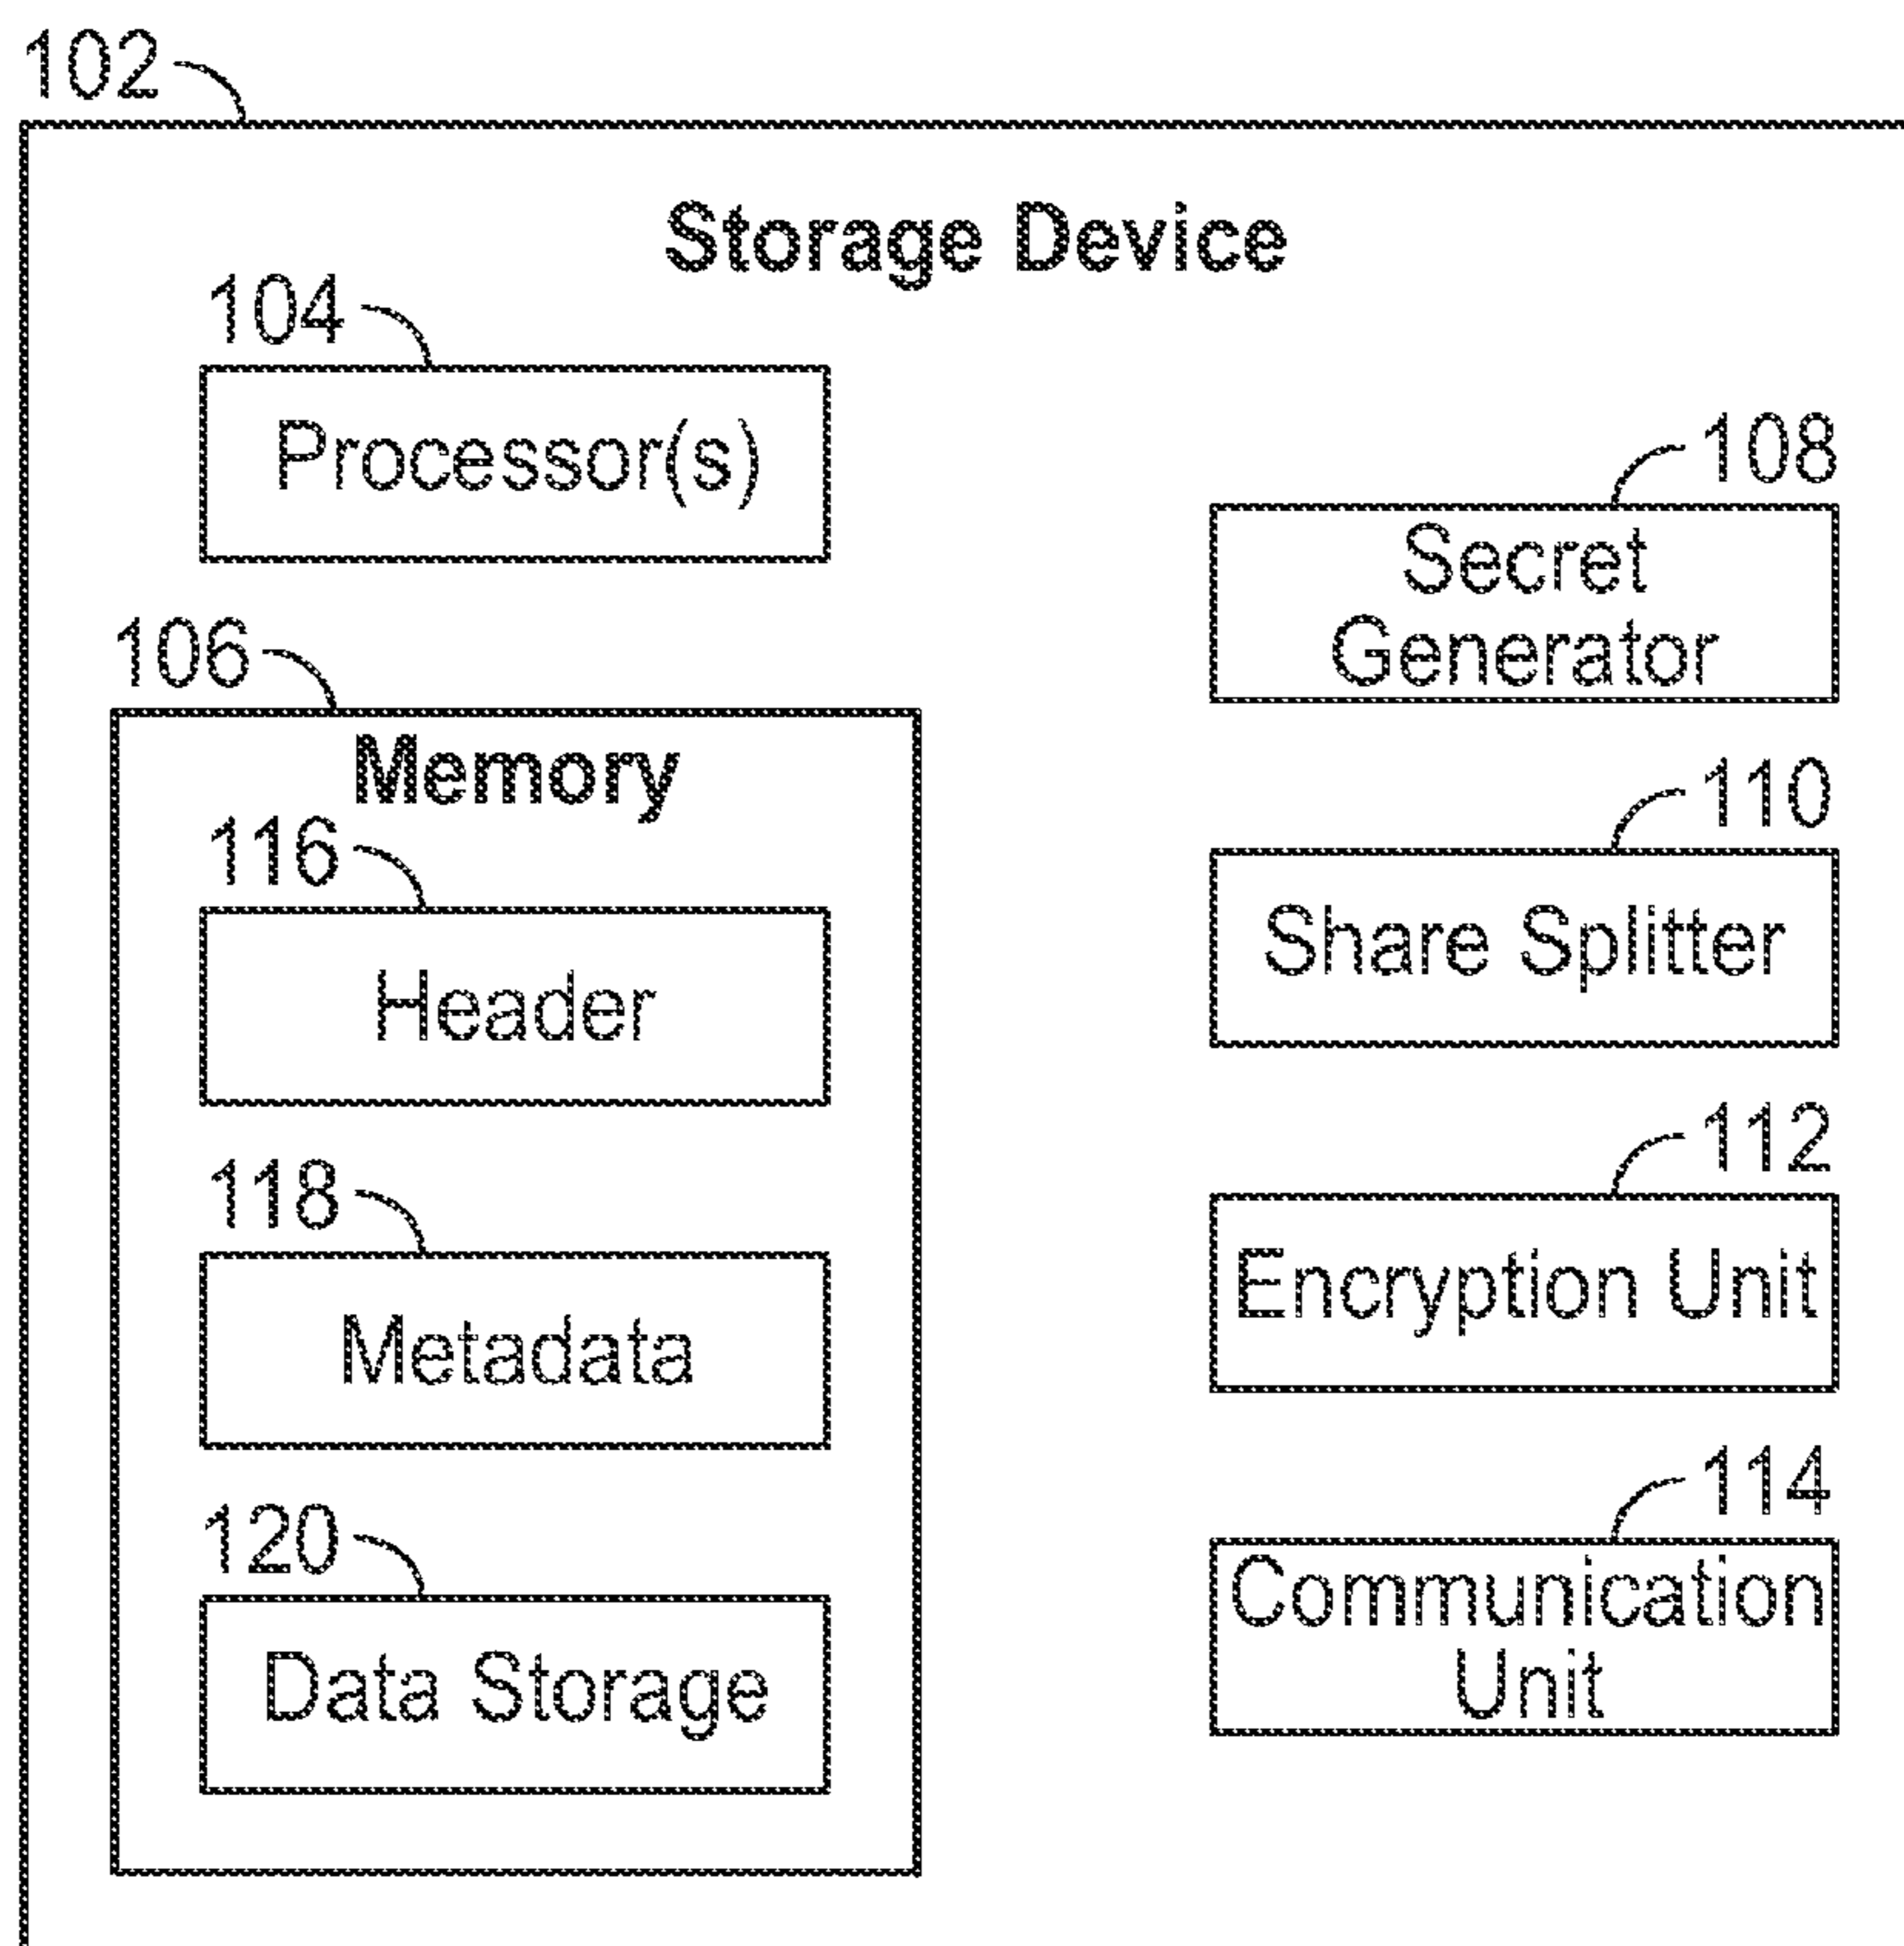 102
Storage Device
104
Processor(s)
108
Secret
Generator
106
Memory
110
116
Share Splitter
Header
112
118
Encryption Unit
Metadata
114
120
Communication
Unit
Data Storage